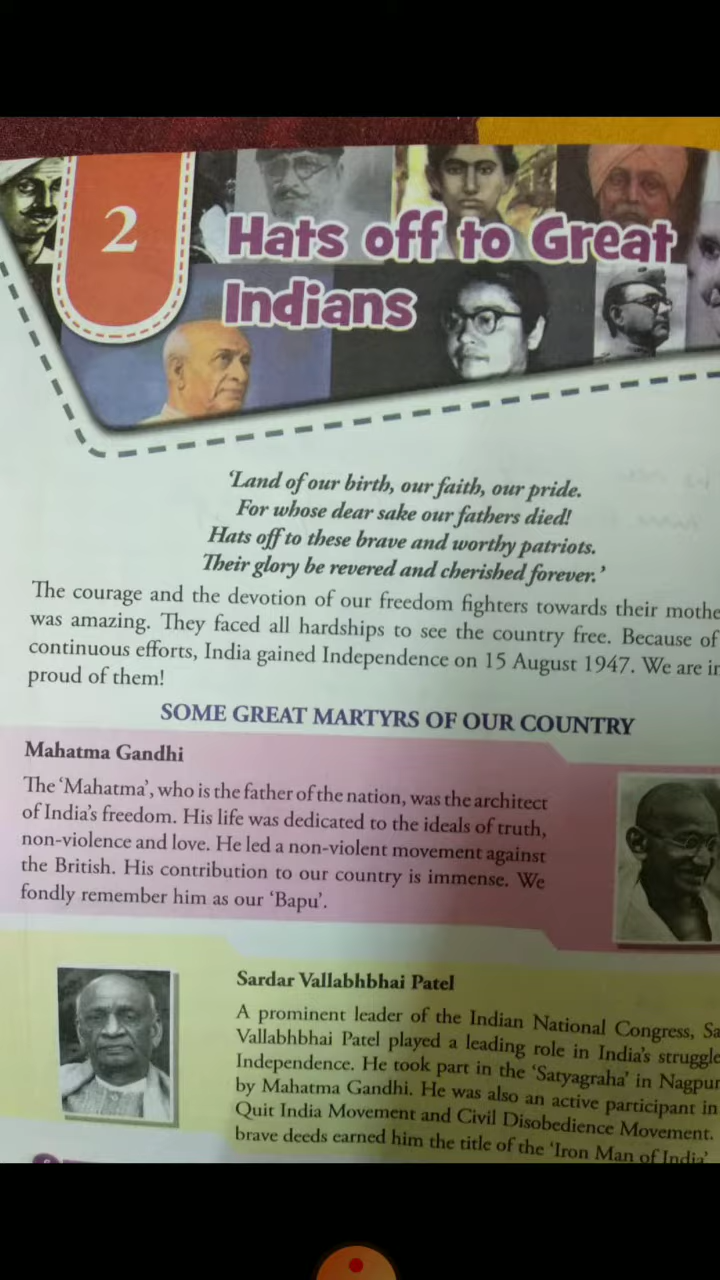 2
Hats off to Great
Indians
'Land of our birth, our faith, our pride.
For whose dear sake our fathers died!
Hats off to these brave and worthy patriots.
Their glory be revered and cherished forever.'
The courage and the devotion of our freedom fighters towards their mothe
was amazing. They faced all hardships to see the country free. Because of
continuous efforts, India gained Independence on 15 August 1947. We are in
proud of them!
SOME GREAT MARTYRS OF OUR COUNTRY
Mahatma Gandhi
The 'Mahatma', who is the father of the nation, was the architect
of India's freedom. His life was dedicated to the ideals of truth,
non-violence and love. He led a non-violent movement against
the British. His contribution to our country is immense. We
fondly remember him as our 'Bapu'.
Sardar Vallabhbhai Patel
A prominent leader of the Indian National Congress, Sa
Vallabhbhai Patel played a leading role in India's struggle
Independence. He took part in the 'Satyagraha' in Nagpur
by Mahatma Gandhi. He was also an active participant in
Quit India Movement and Civil Disobedience Movement.
brave deeds earned him the title of the 'Iron Man of India'